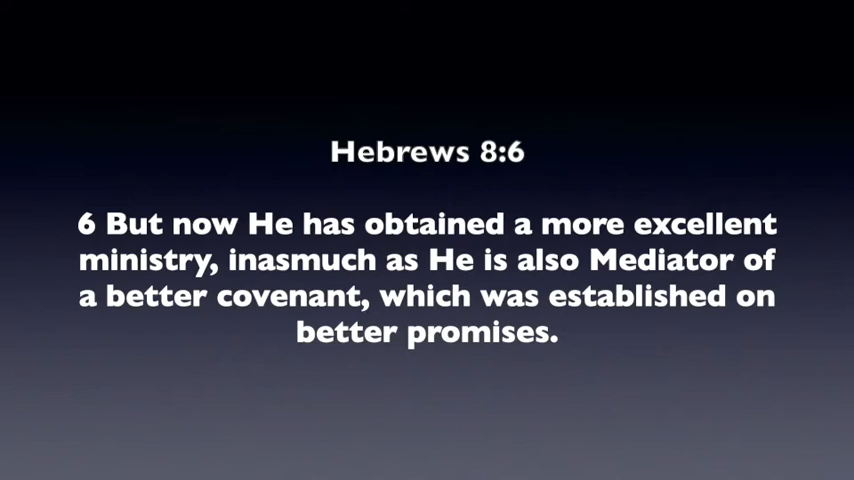 Hebrews 8:6
6 But now He has obtained a more excellent
ministry, inasmuch as He is also Mediator of
a better covenant, which was established on
better promises.